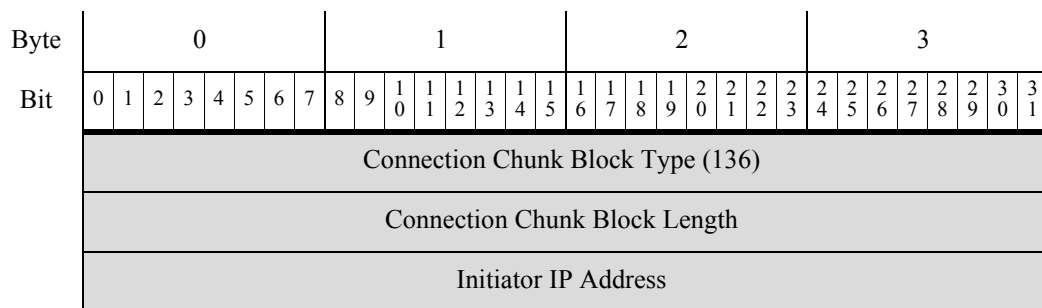 Byte 0 1 2 3
Bit 0 1 2 3 4 5 6 7 8 9 10 11 12 13 14 15 16 17 18 19 20 21 22 23 24 25 26 27 28 29 30 31
Connection Chunk Block Type (136)
Connection Chunk Block Length
Initiator IP Address